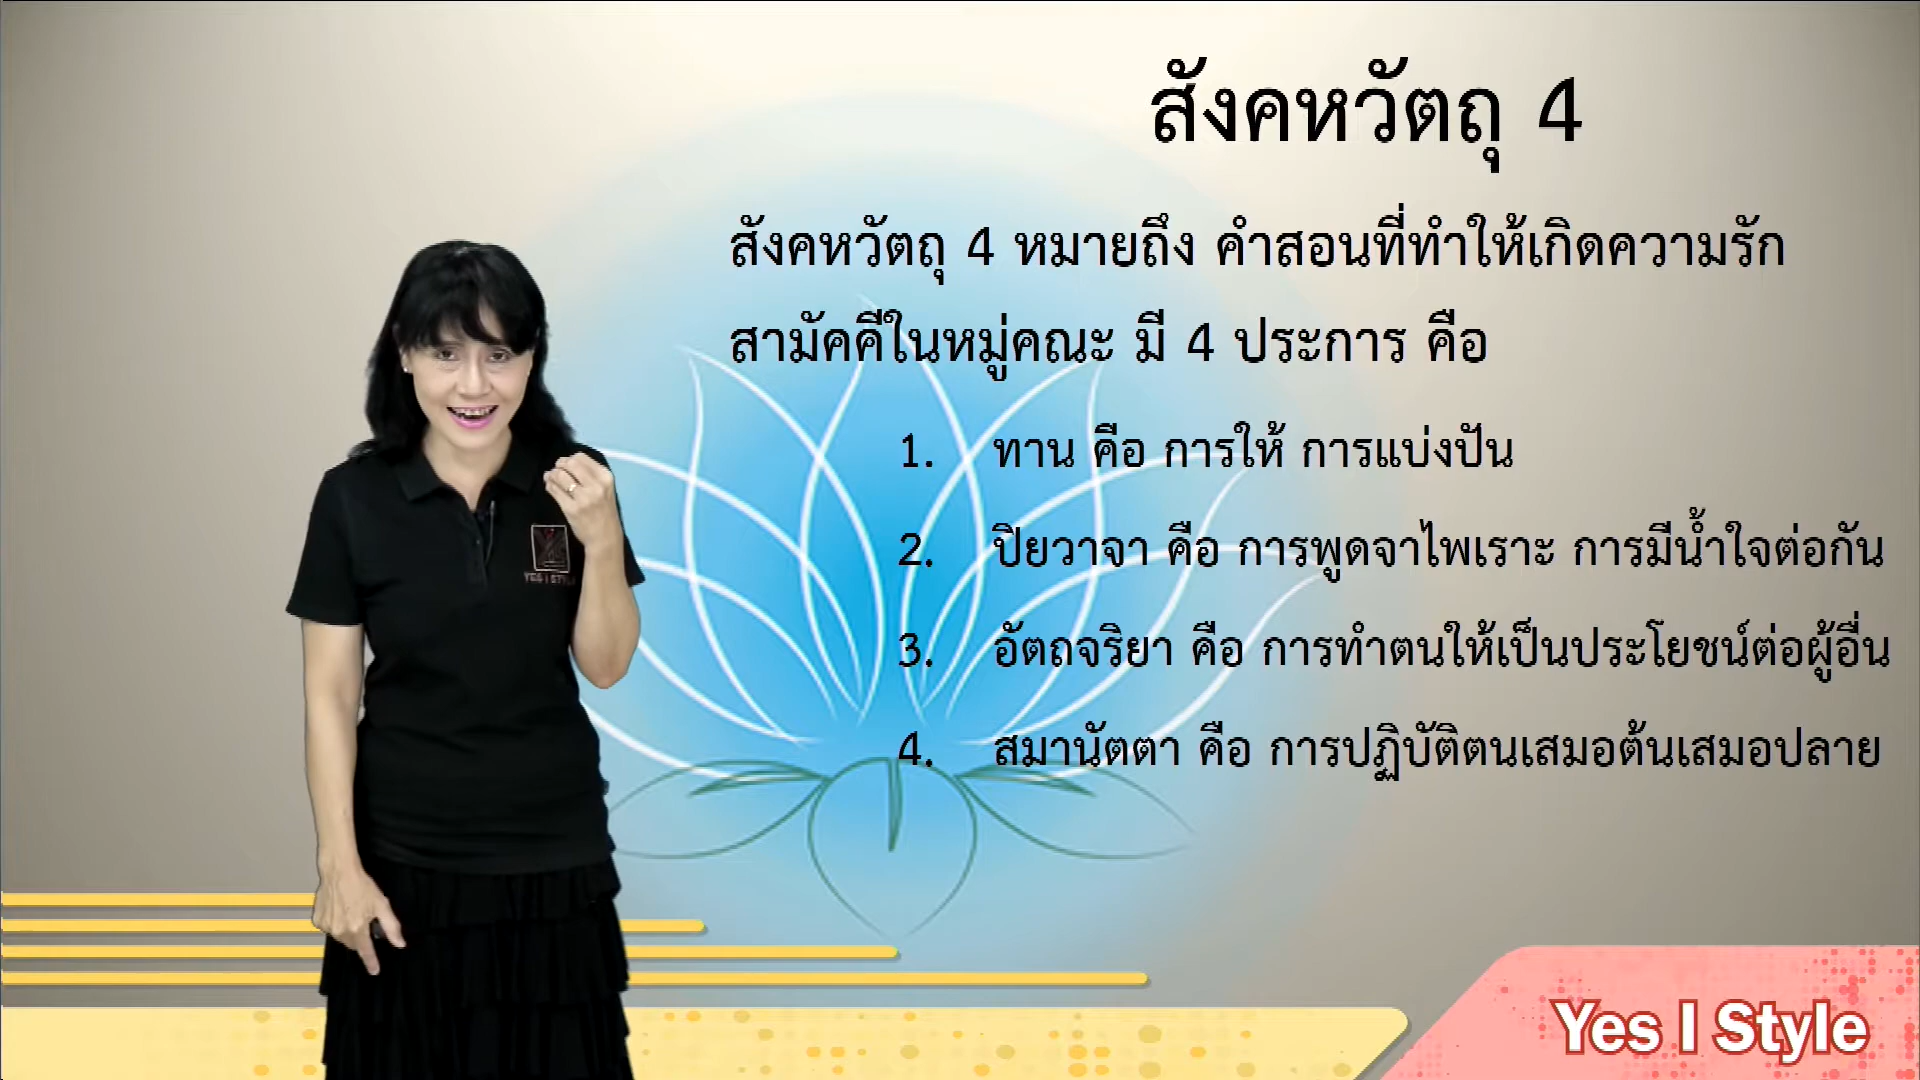 สังคหวัตถุ 4
สังคหวัตถุ 4 หมายถึง คำสอนที่ทำให้เกิดความรัก
สามัคคีในหมู่คณะ มี 4 ประการ คือ
1. ทาน คือ การให้ การแบ่งปัน
2. ปิยวาจา คือ การพูดจาไพเราะ การมีน้ำใจต่อกัน
3. อัตถจริยา คือ การทำตนให้เป็นประโยชน์ต่อผู้อื่น
4. สมานัตตา คือ การปฏิบัติตนเสมอต้นเสมอปลาย
YES I STYLE
Yes I Style